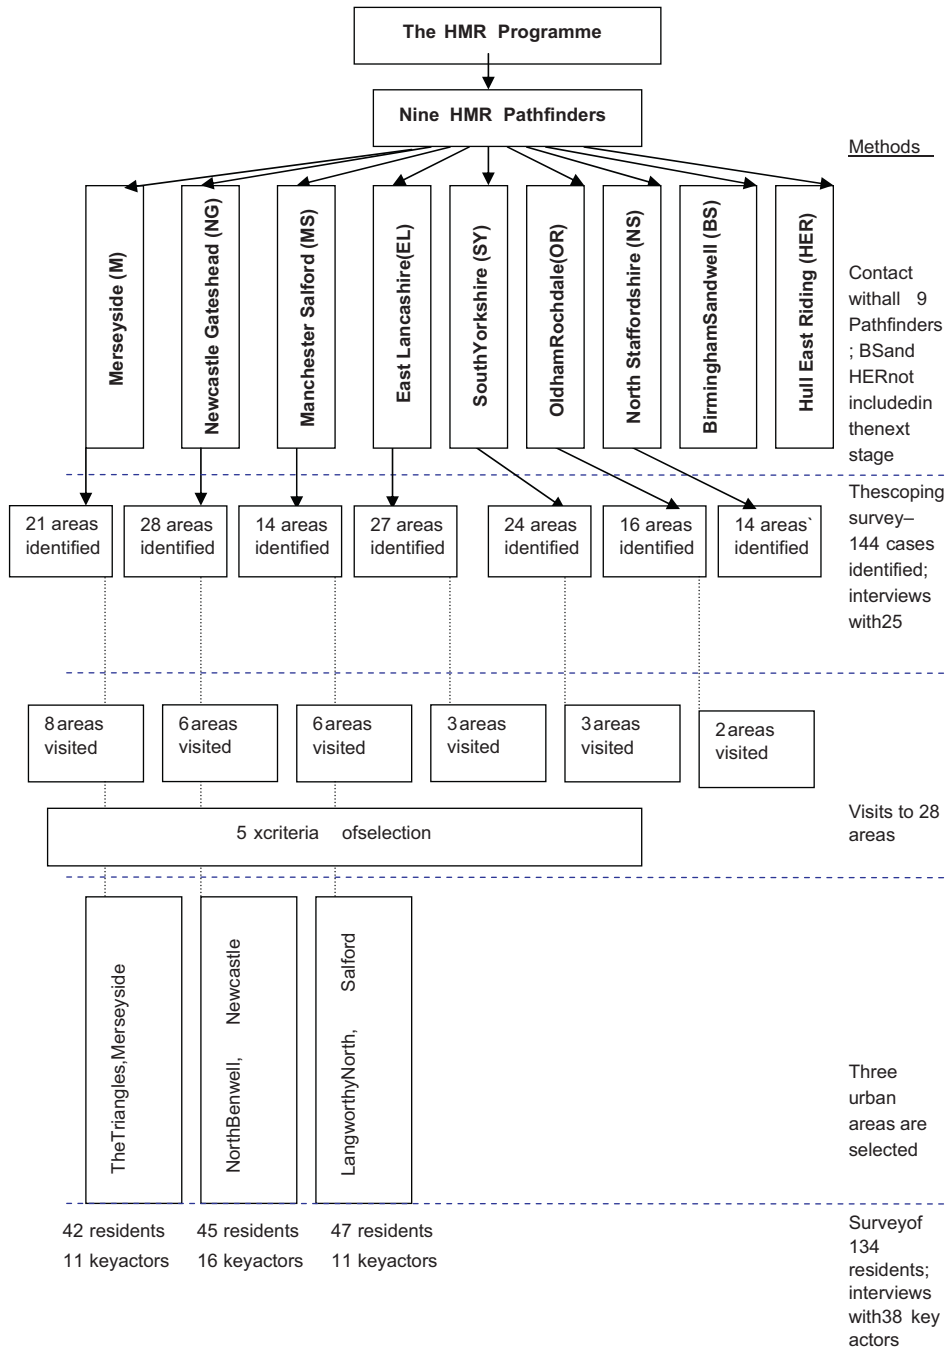 The HMR Programme
Nine HMR Pathfinders
Methods
Merseyside (M)
Newcastle Gateshead (NG)
Manchester Salford (MS)
East Lancashire(EL)
SouthYorkshire (SY)
OldhamRochdale(OR)
North Staffordshire (NS)
BirminghamSandwell (BS)
Hull East Riding (HER)
Contact
withall 9
Pathfinders
; BSand
HERnot
includedin
thenext
stage
21 areas
identified
28 areas
identified
14 areas
identified
27 areas
identified
24 areas
identified
16 areas
identified
14 areas`
identified
Thescoping
survey–
144 cases
identified;
interviews
with25
8areas
visited
6areas
visited
6areas
visited
3areas
visited
3areas
visited
2areas
visited
5 xcriteria ofselection
Visits to 28
areas
TheTriangles,Merseyside
NorthBenwell, Newcastle
LangworthyNorth, Salford
Three
urban
areas are
selected
42 residents
11 keyactors
45 residents
16 keyactors
47 residents
11 keyactors
Surveyof
134
residents;
interviews
with38 key
actors